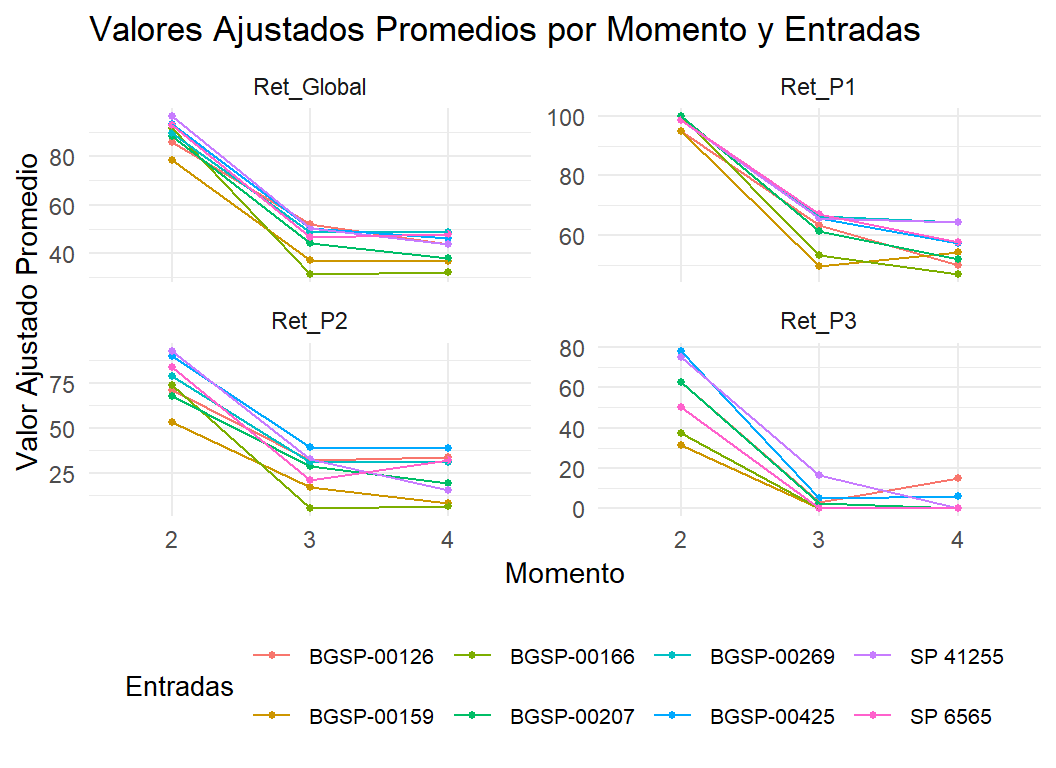 Valores Ajustados Promedios por Momento y Entradas
Ret_Global
Ret_P1
80
60
40
100
80
60
Valor Ajustado Promedio
Ret_P2
Ret_P3
75
50
25
80
60
40
20
0
2 3 4
2 3 4
Momento
Entradas
BGSP-00126 BGSP-00166 BGSP-00269 SP 41255
BGSP-00159 BGSP-00207 BGSP-00425 SP 6565